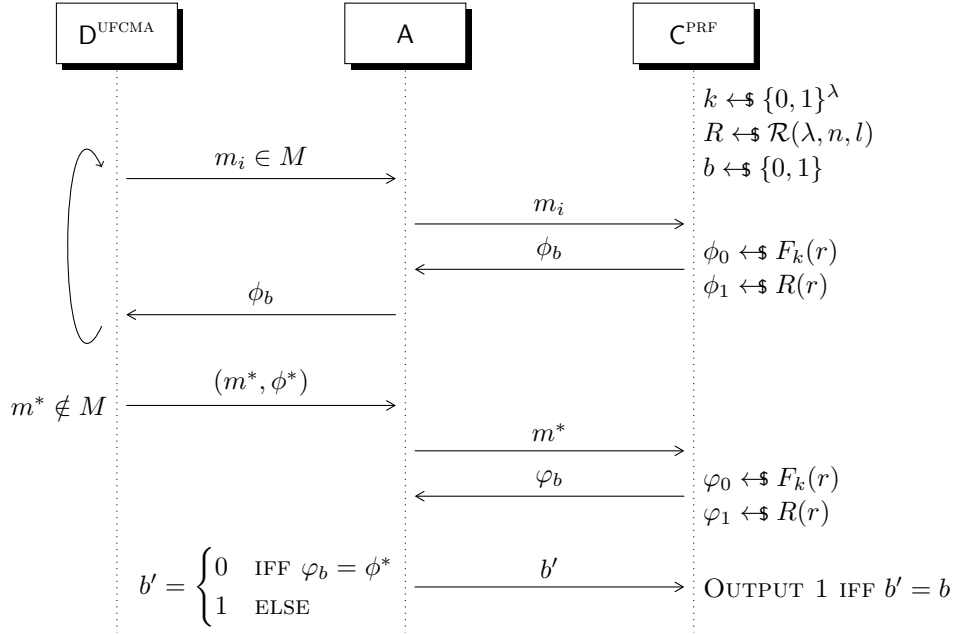 D^UFCMA A C^PRF
k ←$ {0, 1}^λ
R ←$ 𝓡(λ, n, l)
m_i ∈ M
b ←$ {0, 1}
m_i
ϕ_b
ϕ_0 ←$ F_k(r)
ϕ_1 ←$ R(r)
ϕ_b
(m*, ϕ*)
m* ∉ M
m*
φ_b
φ_0 ←$ F_k(r)
φ_1 ←$ R(r)
b′ = { 0 IFF φ_b = ϕ*
1 ELSE
b′
OUTPUT 1 IFF b′ = b